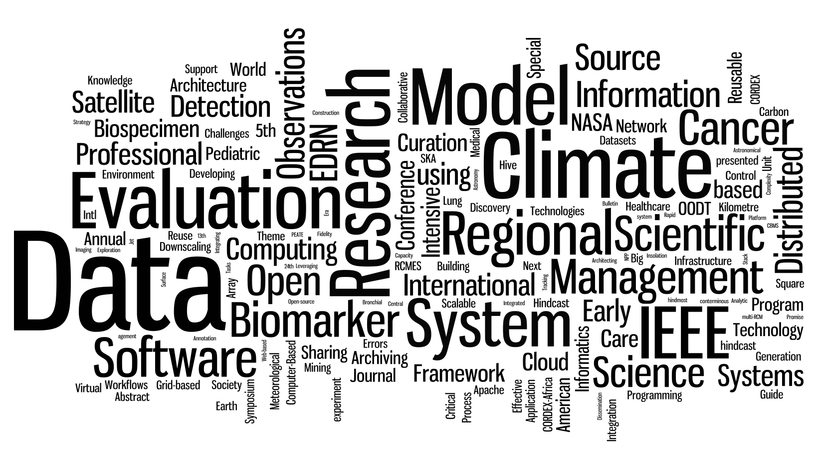 Knowledge
Support
World
Observations
Special
Source
Satellite
Architecture
Detection
Construction
Research
Collaborative
Model
Information
Reusable
CORDEX
Strategy
Biospecimen
Challenges
5th
EDRN
NASA
Network
Carbon
Cancer
Professional
Pediatric
Curation
Medical
Datasets
Astronomical
Environment
Developing
SKA
using
Astronomy
Hive
Climate
presented
Unit
Control
based
Complexity
Distributed
Evaluation
Intl
Era
Conference
Intensive
Lung
Discovery
Technologies
Bulletin
Healthcare
OODT
Kilometre
system
Rapid
Platform
CBMS
Data
Annual
Jet
Imaging
Exploration
Reuse
13th
Downscaling
Integrating
Theme
PEATE
Fidelity
Computing
Regional
Scientific
Capacity
RCMES
Building
Next
Architecting
NPP
Big
Insolation
Infrastructure
Stack
Surface
Tasks
Array
24th
Leveraging
Open
Open-source
International
Teaching
Management
Square
Bronchial
Central
Scalable
Integrated
Hindcast
hindmost
conterminous
Analytic
Program
multi-RCM
Promise
Biomarker
System
Early
IEEE
Technology
agement
Annotation
Software
Web-based
Meteorological
Computer-Based
Sharing
Mining
Errors
Archiving
Journal
Framework
Cloud
Informatics
Care
hindcast
Generation
Science
Systems
Virtual
Workflows
Grid-based
Society
Abstract
Earth
Symposium
experiment
Critical
Process
Apache
Effective
Application
CORDEX-Africa
American
Dissemination
Integration
Programming
Guide